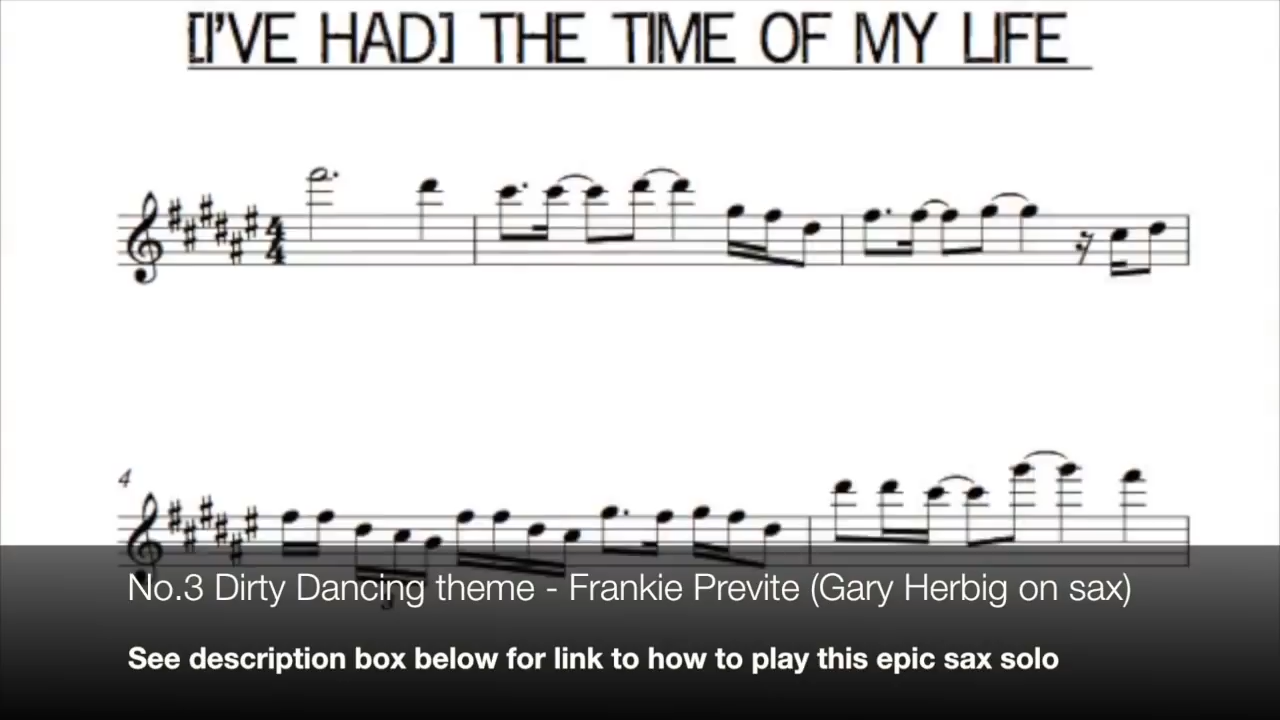 [I'VE HAD] THE TIME OF MY LIFE
4
4
4
3
No.3 Dirty Dancing theme - Frankie Previte (Gary Herbig on sax)
See description box below for link to how to play this epic sax solo